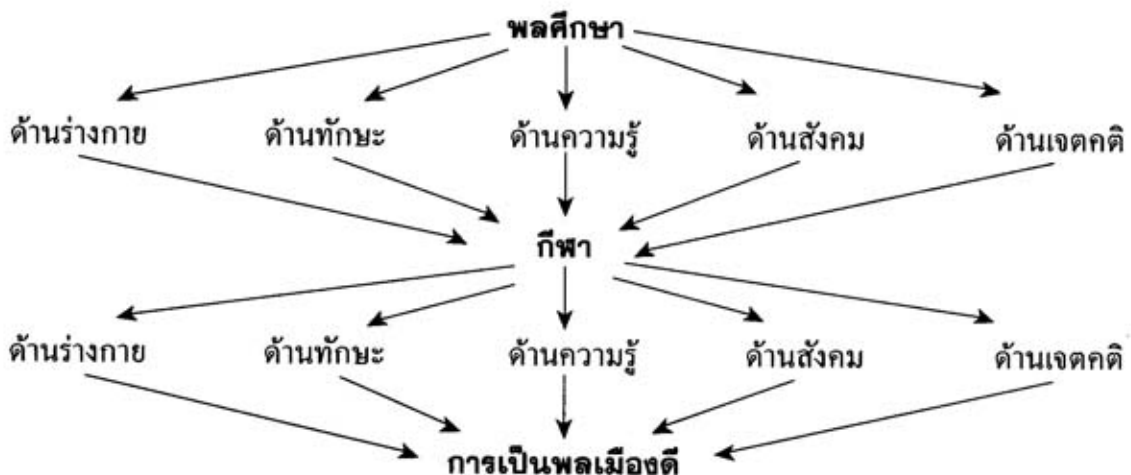 พลศึกษา
ด้านร่างกาย ด้านทักษะ ด้านความรู้ ด้านสังคม ด้านเจตคติ
กีฬา
ด้านร่างกาย ด้านทักษะ ด้านความรู้ ด้านสังคม ด้านเจตคติ
การเป็นพลเมืองดี